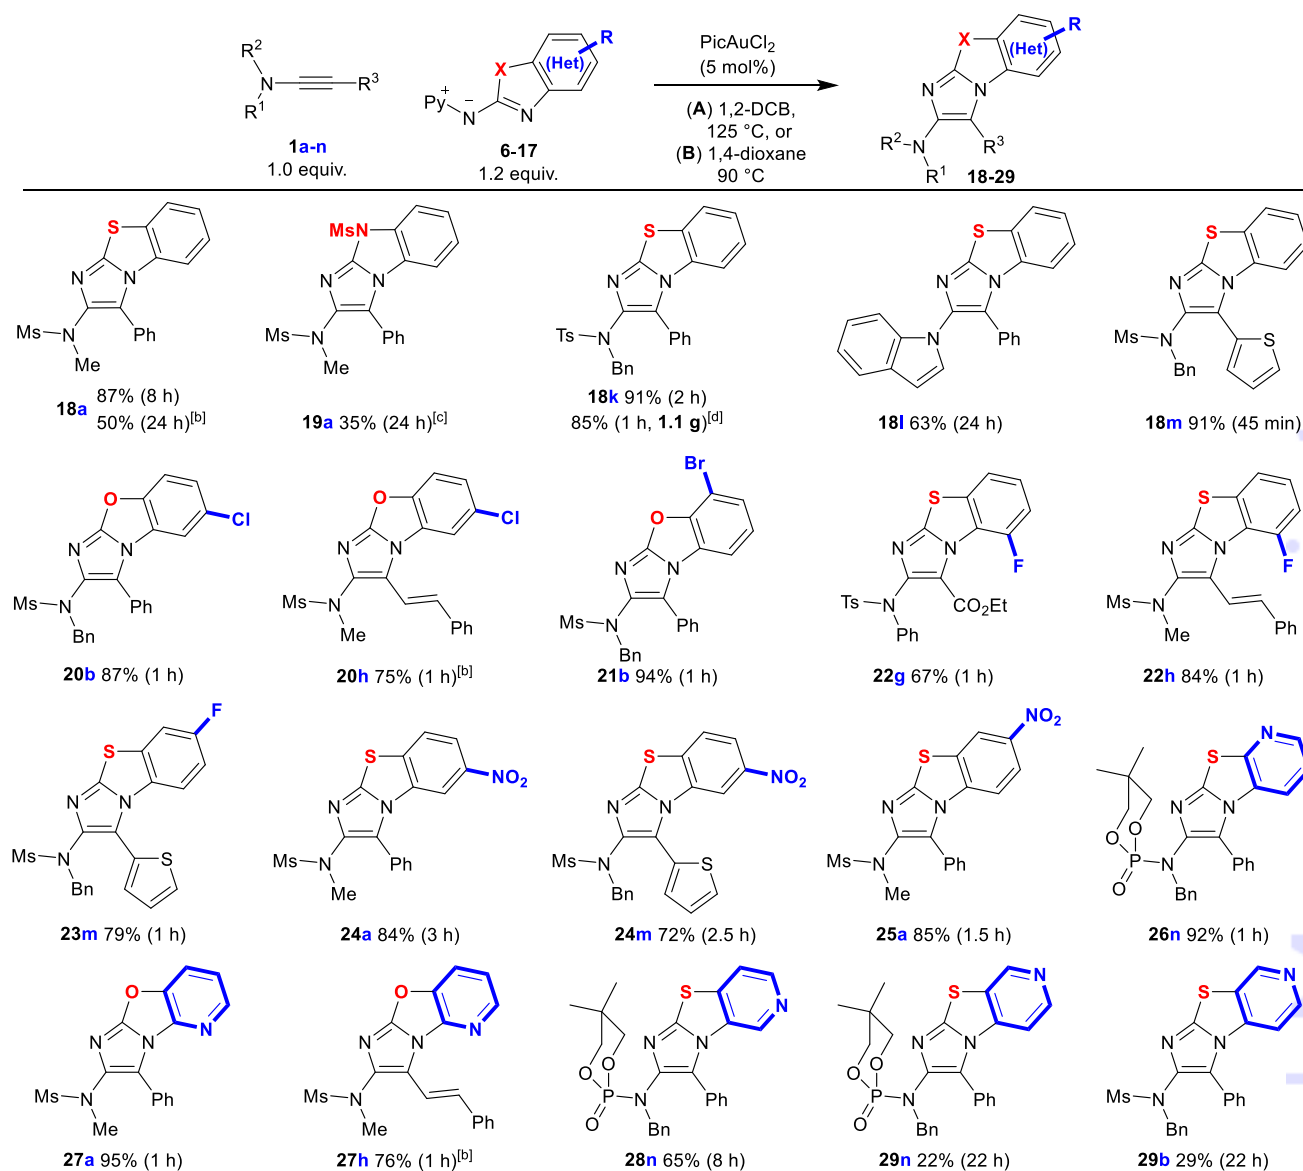 R2
N
R1
R3
1a-n
1.0 equiv.
Py+
N−
X
N
(Het)
R
6-17
1.2 equiv.
PicAuCl2
(5 mol%)
(A) 1,2-DCB,
125 °C, or
(B) 1,4-dioxane
90 °C
X
(Het)
R
N
N
R2
N
R1
R3
18-29
S
N
N
Ms
N
Me
Ph
18a
87% (8 h)
50% (24 h)[b]
MsN
N
N
Ms
N
Me
Ph
19a 35% (24 h)[c]
S
N
N
Ts
N
Bn
Ph
18k 91% (2 h)
85% (1 h, 1.1 g)[d]
S
N
N
N
Ph
18l 63% (24 h)
S
N
N
Ms
N
Bn
S
18m 91% (45 min)
O
Cl
N
N
Ms
N
Bn
Ph
20b 87% (1 h)
O
Cl
N
N
Ms
N
Me
Ph
20h 75% (1 h)[b]
Br
O
N
N
Ms
N
Bn
Ph
21b 94% (1 h)
S
N
N
F
Ts
N
Ph
CO2Et
22g 67% (1 h)
S
N
N
F
Ms
N
Me
Ph
22h 84% (1 h)
F
S
N
N
Ms
N
Bn
S
23m 79% (1 h)
S
NO2
N
N
Ms
N
Me
Ph
24a 84% (3 h)
S
NO2
N
N
Ms
N
Bn
S
24m 72% (2.5 h)
NO2
S
N
N
Ms
N
Me
Ph
25a 85% (1.5 h)
N
S
N
N
O
O
P
O
N
Bn
Ph
26n 92% (1 h)
O
N
N
N
Ms
N
Me
Ph
27a 95% (1 h)
O
N
N
N
Ms
N
Me
Ph
27h 76% (1 h)[b]
S
N
N
N
O
O
P
O
N
Bn
Ph
28n 65% (8 h)
S
N
N
N
O
O
P
O
N
Bn
Ph
29n 22% (22 h)
S
N
N
N
Ms
N
Bn
Ph
29b 29% (22 h)